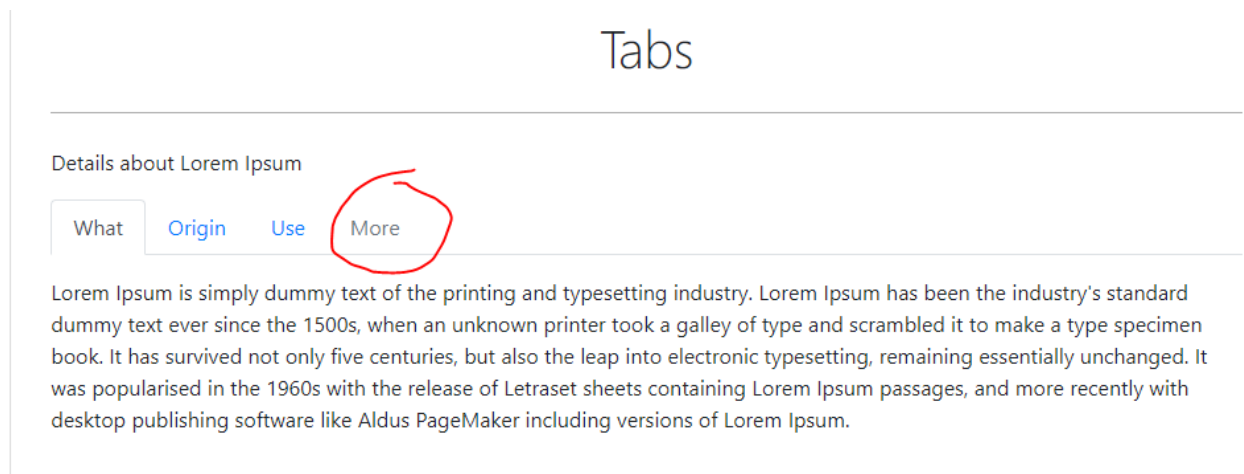 Tabs
Details about Lorem Ipsum
What Origin Use More
Lorem Ipsum is simply dummy text of the printing and typesetting industry. Lorem Ipsum has been the industry's standard
dummy text ever since the 1500s, when an unknown printer took a galley of type and scrambled it to make a type specimen
book. It has survived not only five centuries, but also the leap into electronic typesetting, remaining essentially unchanged. It
was popularised in the 1960s with the release of Letraset sheets containing Lorem Ipsum passages, and more recently with
desktop publishing software like Aldus PageMaker including versions of Lorem Ipsum.